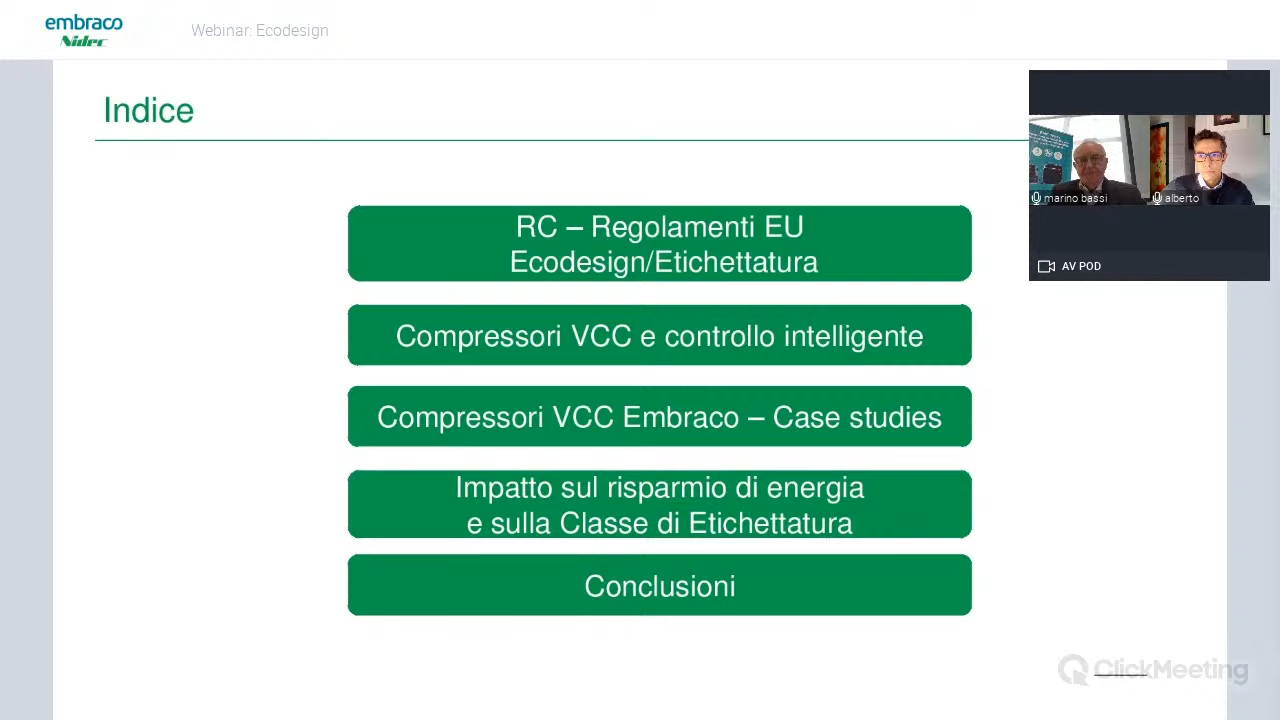 embraco
Nidec
Webinar: Ecodesign
Indice
RC – Regolamenti EU
Ecodesign/Etichettatura
Compressori VCC e controllo intelligente
Compressori VCC Embraco – Case studies
Impatto sul risparmio di energia
e sulla Classe di Etichettatura
Conclusioni
marino bassi
alberto
AV POD
ClickMeeting